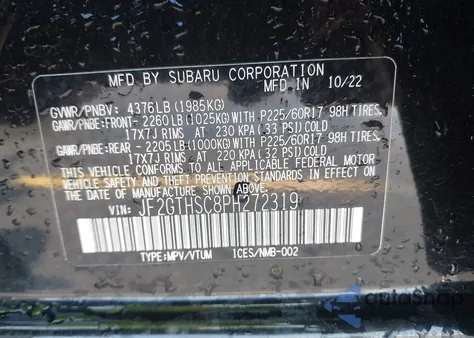 MFD BY SUBARU CORPORATION
MFD IN 10/22
GVWR/PNBV: 4376LB (1985KG)
GAWR/PNBE:FRONT- 2260LB (1025KG) WITH P225/60R17 98H TIRES,
17X7J RIMS AT 230 KPA (33 PSI) COLD
GAWR/PNBE:REAR - 2205LB (1000KG) WITH P225/60R17 98H TIRES,
17X7J RIMS AT 220 KPA (32 PSI) COLD
THIS VEHICLE CONFORMS TO ALL APPLICABLE FEDERAL MOTOR
VEHICLE SAFETY AND THEFT PREVENTION STANDARDS IN EFFECT ON
THE DATE OF MANUFACTURE SHOWN ABOVE.
VIN: JF2GTHSC8PH272319
TYPE:MPV/VTUM ICES/NMB-002
autoSnap